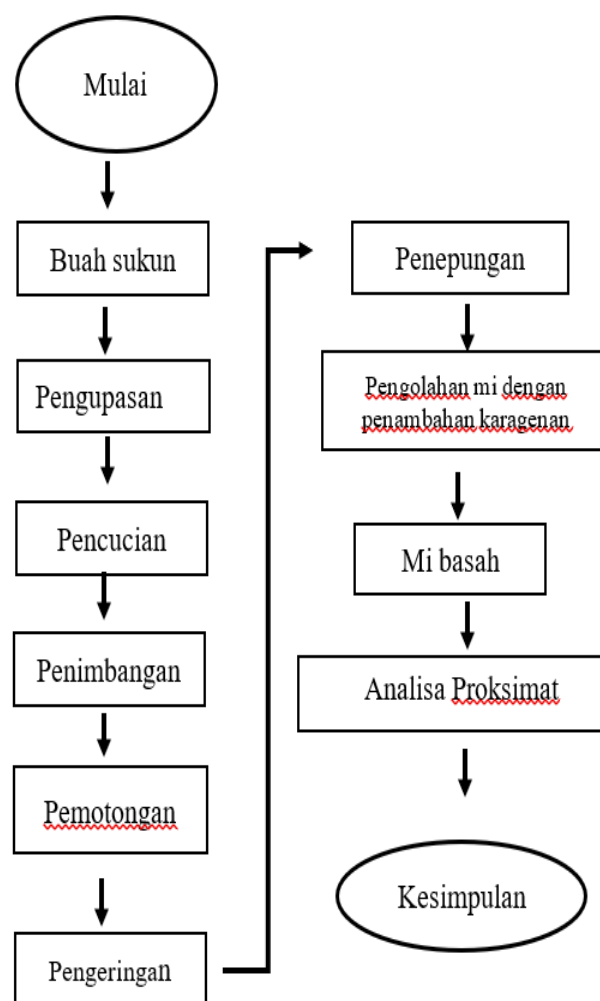 Mulai
Buah sukun
Pengupasan
Pencucian
Penimbangan
Pemotongan
Pengeringan
Penepungan
Pengolahan mi dengan
penambahan karagenan
Mi basah
Analisa Proksimat
Kesimpulan